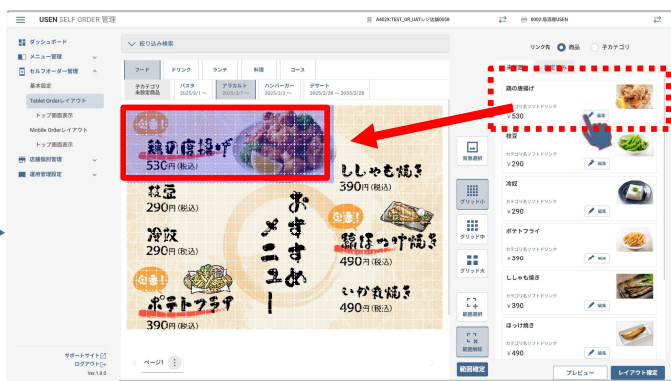 USEN SELF ORDER 管理
A402X:TEST_GR_UATレジ店舗0058
0002:居酒屋USEN
ダッシュボード
メニュー管理
セルフオーダー管理
基本設定
Tablet Orderレイアウト
トップ画面表示
Mobile Orderレイアウト
トップ画面表示
店舗個別管理
運用管理設定
サポートサイト
ログアウト
Ver.1.0.0
絞り込み検索
フード
ドリンク
ランチ
料理
コース
子カテゴリ
未設定商品
パスタ
2025/2/1～
アラカルト
2025/3/7～
ハンバーガー
2025/3/3 ～
デザート
2025/2/28 ～ 2055/2/28
必喜!
鶏の唐揚げ
530円(税込)
枝豆
290円(税込)
冷奴
290円(税込)
必喜!
ポテトフライ
390円(税込)
おすすめ
メニュー
ししゃも焼き
390円(税込)
必喜!
縞ほっけ焼き
490円(税込)
いか丸焼き
490円(税込)
ページ1
背景選択
グリッド小
グリッド中
グリッド大
範囲選択
範囲解除
範囲確定
リンク先
商品
子カテゴリ
鶏の唐揚げ
カテゴリ名ソフトドリンク
￥530
編集
枝豆
カテゴリ名ソフトドリンク
￥290
編集
冷奴
カテゴリ名ソフトドリンク
￥290
編集
ポテトフライ
カテゴリ名ソフトドリンク
￥390
編集
ししゃも焼き
カテゴリ名ソフトドリンク
￥390
編集
ほっけ焼き
カテゴリ名ソフトドリンク
￥490
編集
プレビュー
レイアウト確定